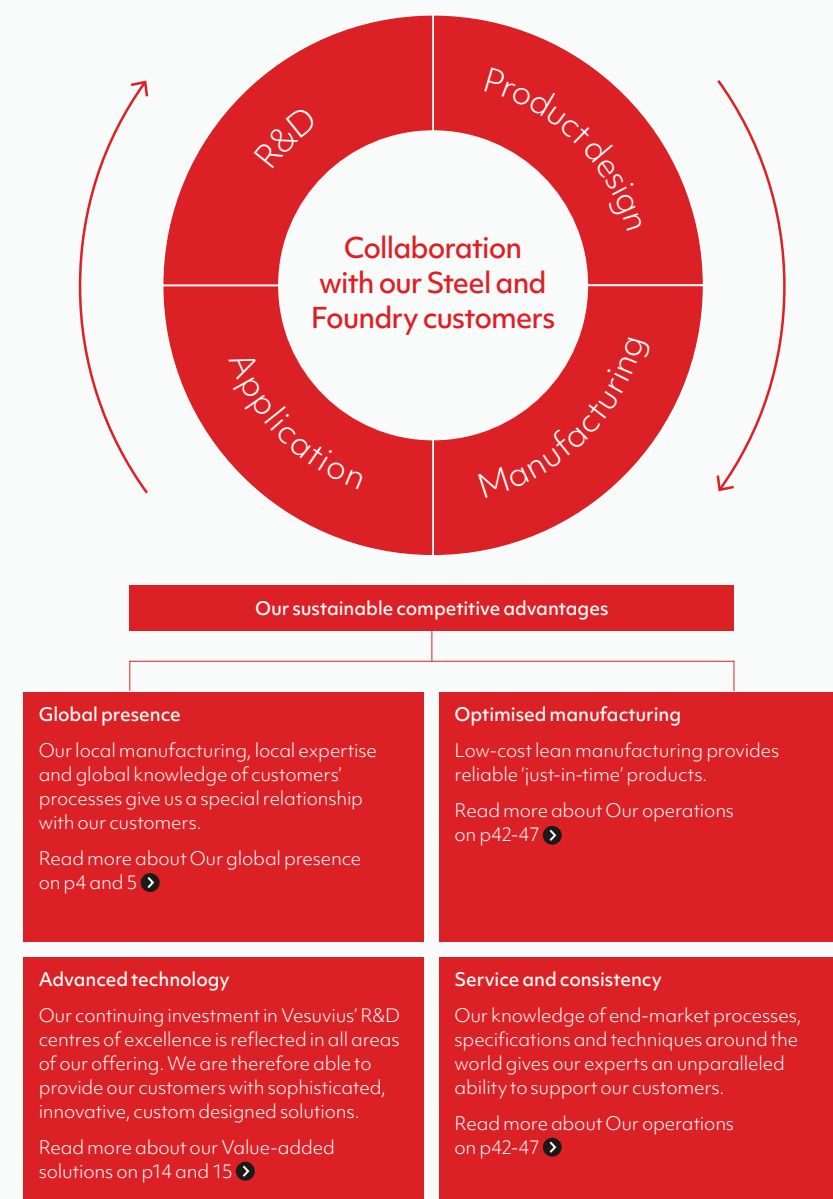 R&D
Product design
Collaboration
with our Steel and
Foundry customers
Application
Manufacturing
Our sustainable competitive advantages
Global presence
Our local manufacturing, local expertise
and global knowledge of customers’
processes give us a special relationship
with our customers.
Read more about Our global presence
on p4 and 5
Optimised manufacturing
Low-cost lean manufacturing provides
reliable ‘just-in-time’ products.
Read more about Our operations
on p42-47
Advanced technology
Our continuing investment in Vesuvius’ R&D
centres of excellence is reflected in all areas
of our offering. We are therefore able to
provide our customers with sophisticated,
innovative, custom designed solutions.
Read more about our Value-added
solutions on p14 and 15
Service and consistency
Our knowledge of end-market processes,
specifications and techniques around the
world gives our experts an unparalleled
ability to support our customers.
Read more about Our operations
on p42-47